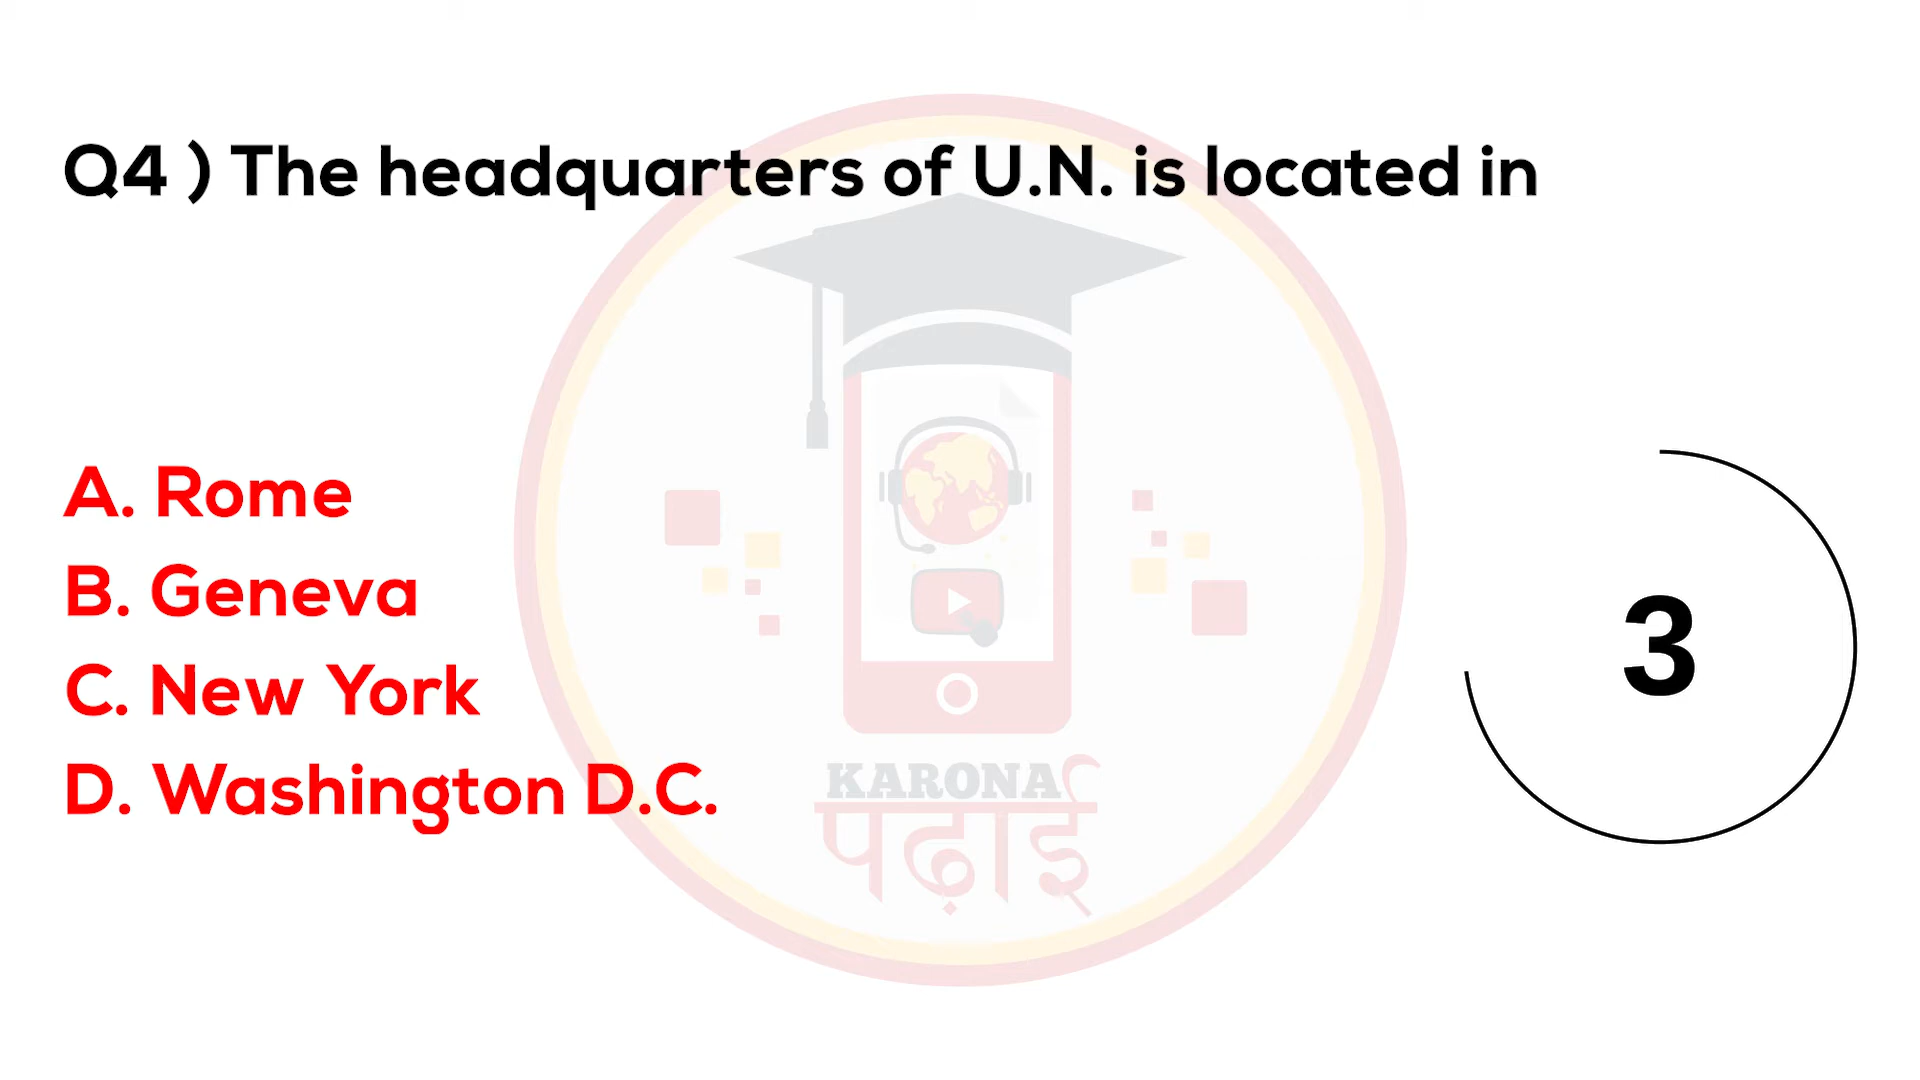 Q4 ) The headquarters of U.N. is located in
A. Rome
B. Geneva
C. New York
D. Washington D.C.
3
KARONA
पढ़ाई